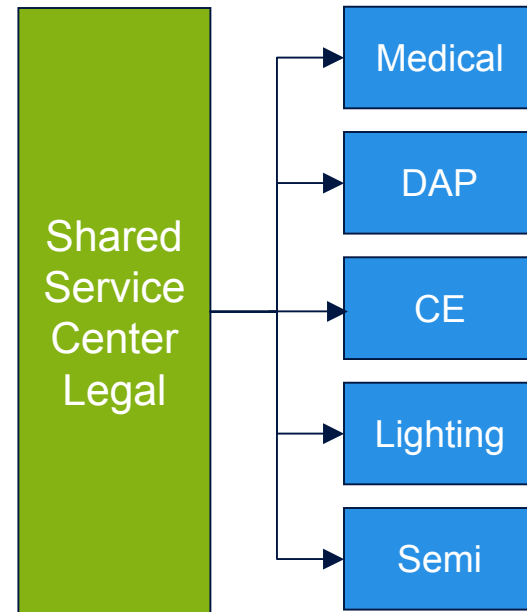 Shared
Service
Center
Legal
Medical
DAP
CE
Lighting
Semi